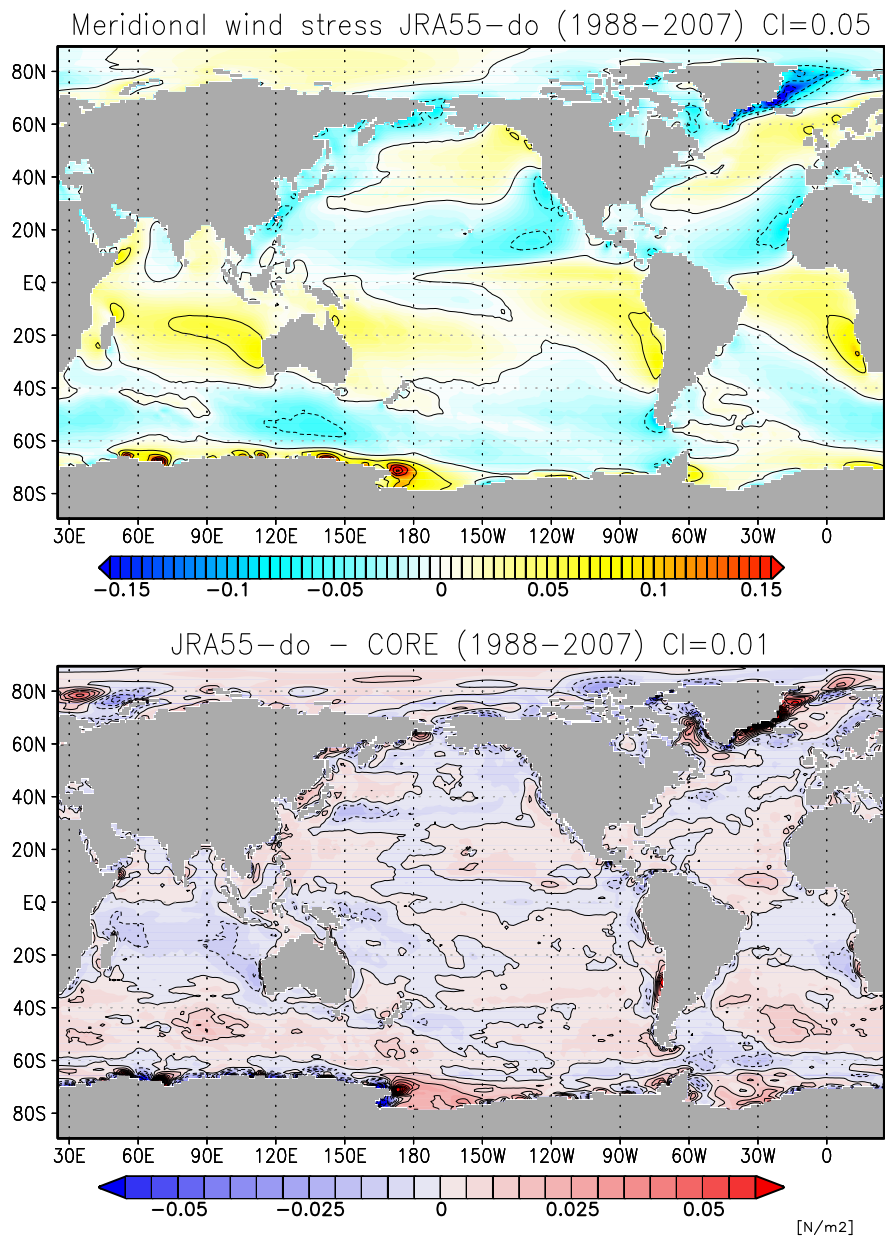 Meridional wind stress JRA55-do (1988-2007) CI=0.05
80N
60N
40N
20N
EQ
20S
40S
60S
80S
30E 60E 90E 120E 150E 180 150W 120W 90W 60W 30W 0
-0.15 -0.1 -0.05 0 0.05 0.1 0.15
JRA55-do - CORE (1988-2007) CI=0.01
80N
60N
40N
20N
EQ
20S
40S
60S
80S
30E 60E 90E 120E 150E 180 150W 120W 90W 60W 30W 0
-0.05 -0.025 0 0.025 0.05
[N/m2]